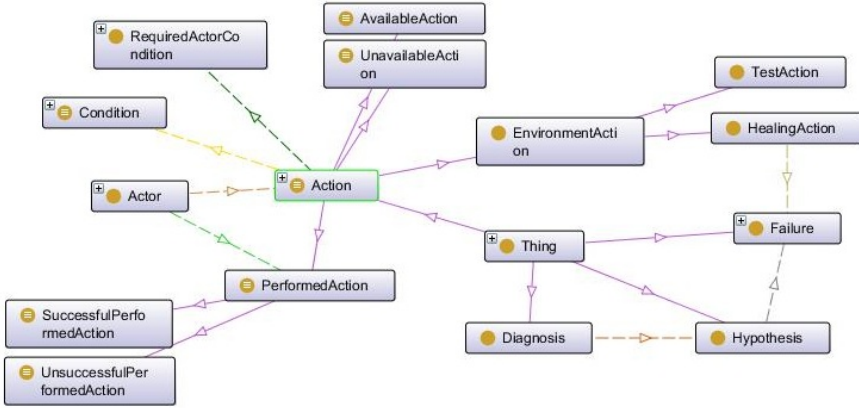 AvailableAction
RequiredActorCo
ndition
UnavailableActi
on
TestAction
Condition
EnvironmentActi
on
HealingAction
Action
Actor
Failure
Thing
PerformedAction
SuccessfulPerfo
rmedAction
Diagnosis
Hypothesis
UnsuccessfulPer
formedAction